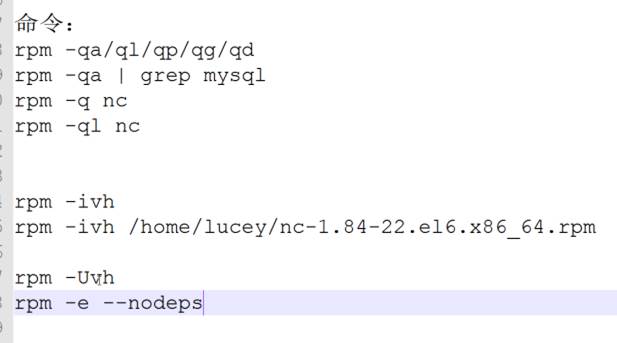 命令：
rpm -qa/ql/qp/qg/qd
rpm -qa | grep mysql
rpm -q nc
rpm -ql nc
rpm -ivh
rpm -ivh /home/lucey/nc-1.84-22.el6.x86_64.rpm
rpm -Uvh
rpm -e --nodeps